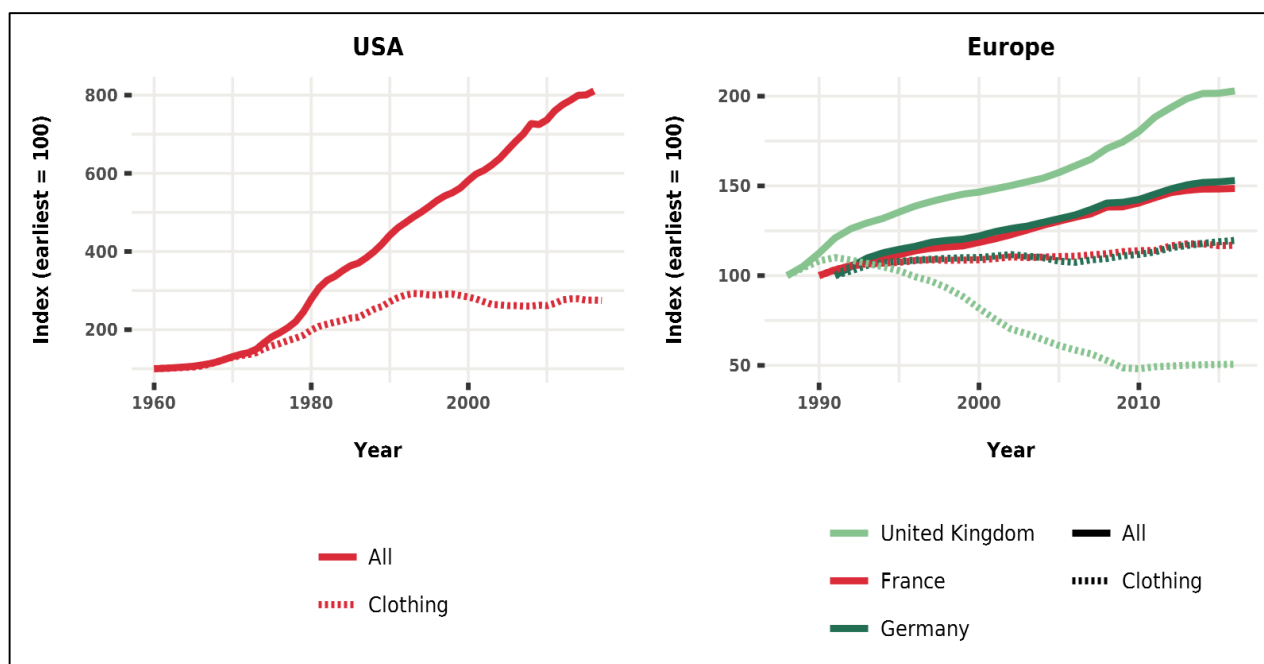 USA
Index (earliest = 100)
800
600
400
200
1960
1980
2000
Year
All
Clothing
Europe
Index (earliest = 100)
200
150
100
50
1990
2000
2010
Year
United Kingdom
France
Germany
All
Clothing